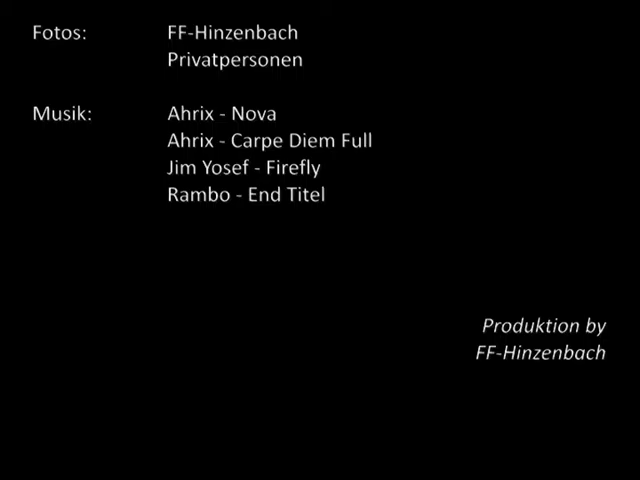 Fotos: FF-Hinzenbach
Privatpersonen
Musik: Ahrix - Nova
Ahrix - Carpe Diem Full
Jim Yosef - Firefly
Rambo - End Titel
Produktion by
FF-Hinzenbach